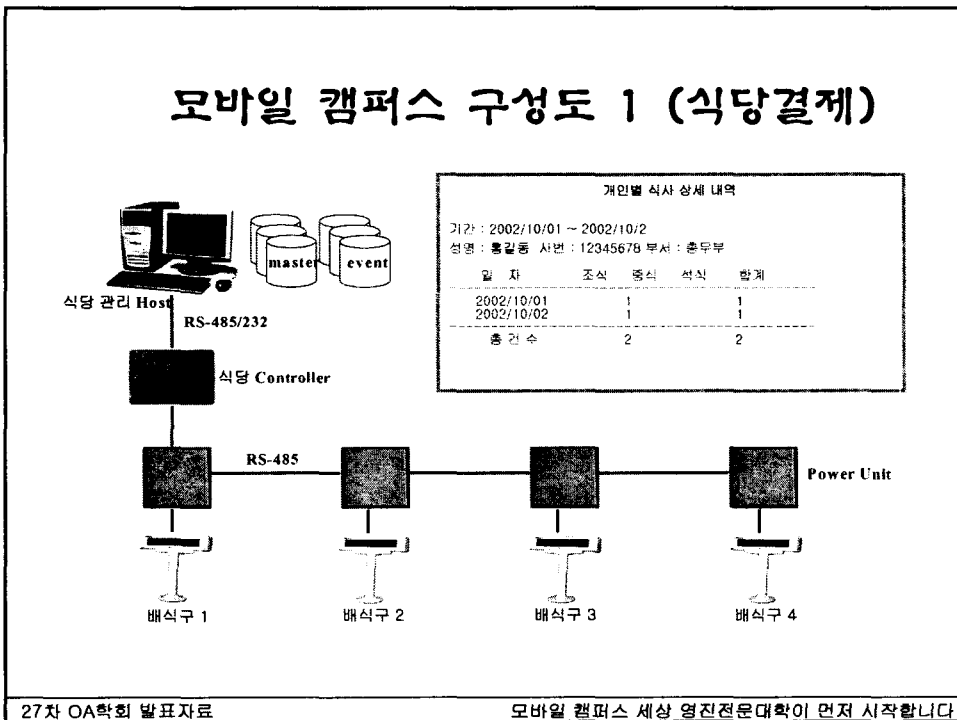 모바일 캠퍼스 구성도 1 (식당결제)
개인별 식사 상세 내역
기간 : 2002/10/01 ~ 2002/10/2
성명 : 홍길동 사번 : 12345678 부서 : 총무부
일 자 조식 중식 석식 합계
2002/10/01 1 1
2002/10/02 1 1
총 건 수 2 2
master event
식당 관리 Host
RS-485/232
식당 Controller
RS-485
Power Unit
배식구 1 배식구 2 배식구 3 배식구 4
27차 OA학회 발표자료 모바일 캠퍼스 세상 영진전문대학이 먼저 시작합니다